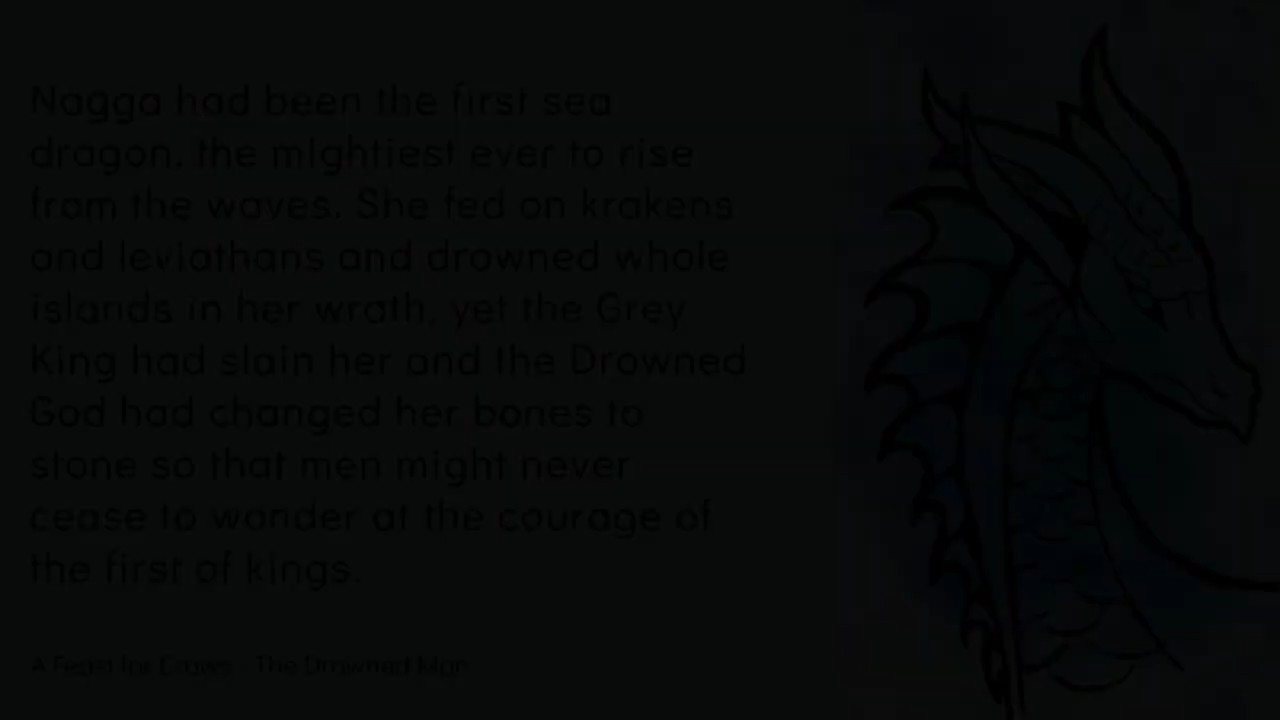 Nagga had been the first sea
dragon, the mightiest ever to rise
from the waves. She fed on krakens
and leviathans and drowned whole
islands in her wrath, yet the Grey
King had slain her and the Drowned
God had changed her bones to
stone so that men might never
cease to wonder at the courage of
the first of kings.
A Feast for Crows - The Drowned Man